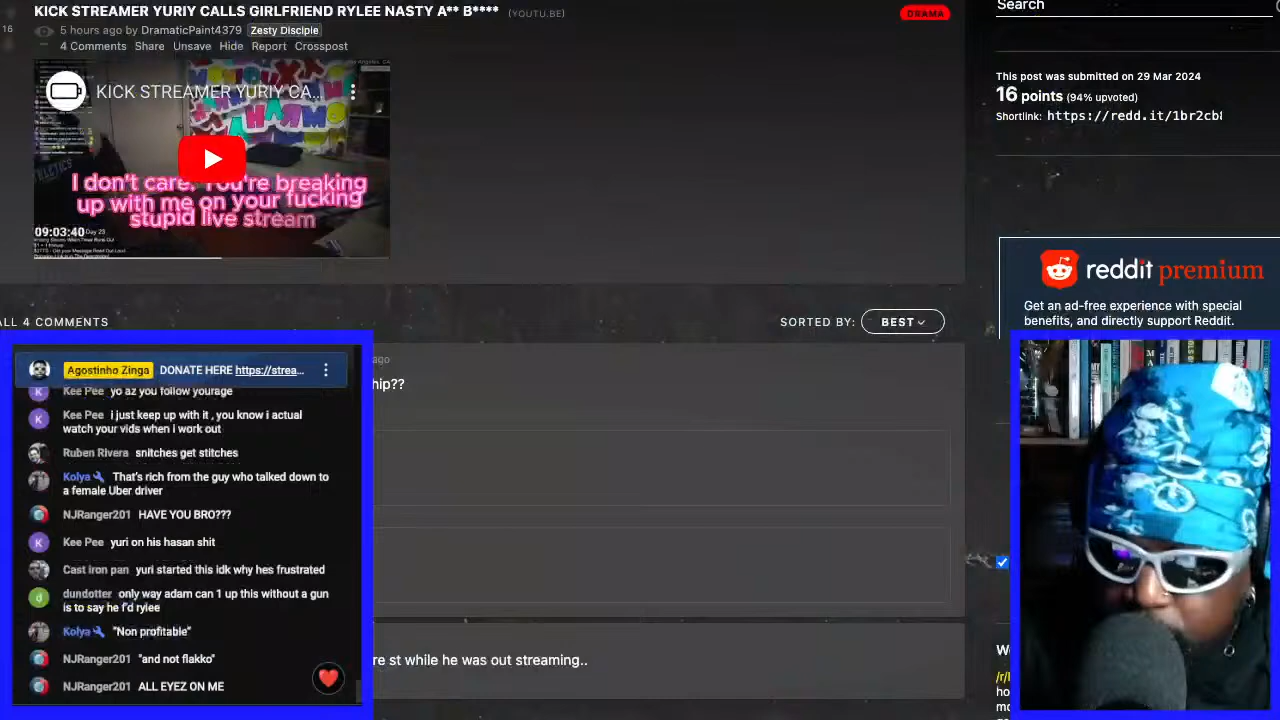 KICK STREAMER YURIY CALLS GIRLFRIEND RYLEE NASTY A** B**** (YOUTU.BE)
DRAMA
16
5 hours ago by DramaticPaint4379 Zesty Disciple
4 Comments Share Unsave Hide Report Crosspost
KICK STREAMER YURIY CA...
I don't care. You're breaking
up with me on your fucking
stupid live stream
09:03:40 Day 23
ALL 4 COMMENTS
SORTED BY: BEST
ago
hip??
re st while he was out streaming..
Agostinho Zinga DONATE HERE https://strea...
Kee Pee yo az you follow yourage
Kee Pee i just keep up with it , you know i actual
watch your vids when i work out
Ruben Rivera snitches get stitches
Kolya That's rich from the guy who talked down to
a female Uber driver
NJRanger201 HAVE YOU BRO???
Kee Pee yuri on his hasan shit
Cast iron pan yuri started this idk why hes frustrated
dundotter only way adam can 1 up this without a gun
is to say he f'd rylee
Kolya "Non profitable"
NJRanger201 "and not flakko"
NJRanger201 ALL EYEZ ON ME
Search
This post was submitted on 29 Mar 2024
16 points (94% upvoted)
Shortlink: https://redd.it/1br2cb
reddit premium
Get an ad-free experience with special
benefits, and directly support Reddit.